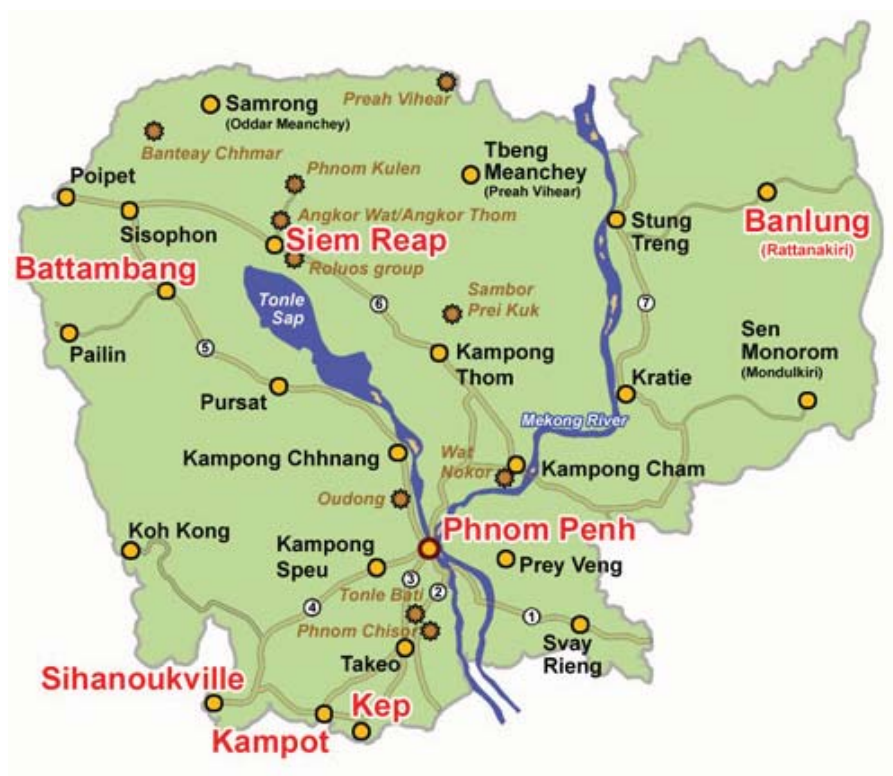 Preah Vihear
Samrong
(Oddar Meanchey)
Banteay Chhmar
Tbeng
Meanchey
(Preah Vihear)
Phnom Kulen
Poipet
Banlung
(Rattanakiri)
Angkor Wat/Angkor Thom
Stung
Treng
Sisophon
Siem Reap
Roluos group
Battambang
Tonle
Sap
6
Sambor
Prei Kuk
7
Sen
Monorom
(Mondulkiri)
Pailin
5
Kampong
Thom
Kratie
Pursat
Mekong River
Kampong Chhnang
Wat
Nokor
Kampong Cham
Oudong
Koh Kong
Phnom Penh
Kampong
Speu
Prey Veng
3
2
Tonle Bati
4
1
Phnom Chisor
Svay
Rieng
Takeo
Sihanoukville
Kep
Kampot